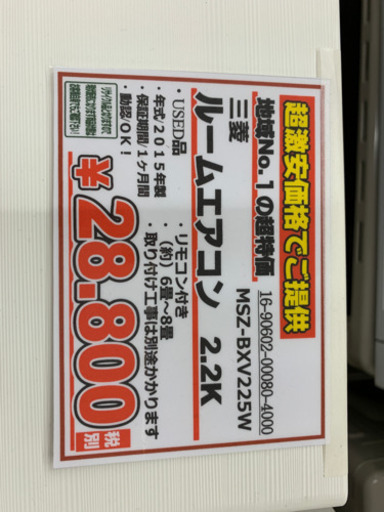 超激安価格でご提供
地域No.1の超特価
16-90602-00080-4000
三菱
MSZ-BXV225W
ルームエアコン 2.2K
・USED品
・年式/2015年製
・保証期間/1ヶ月間
・動認/OK!
・リモコン付き
・(約)6畳〜8畳
・取り付け工事は別途かかります
¥28.800
税別